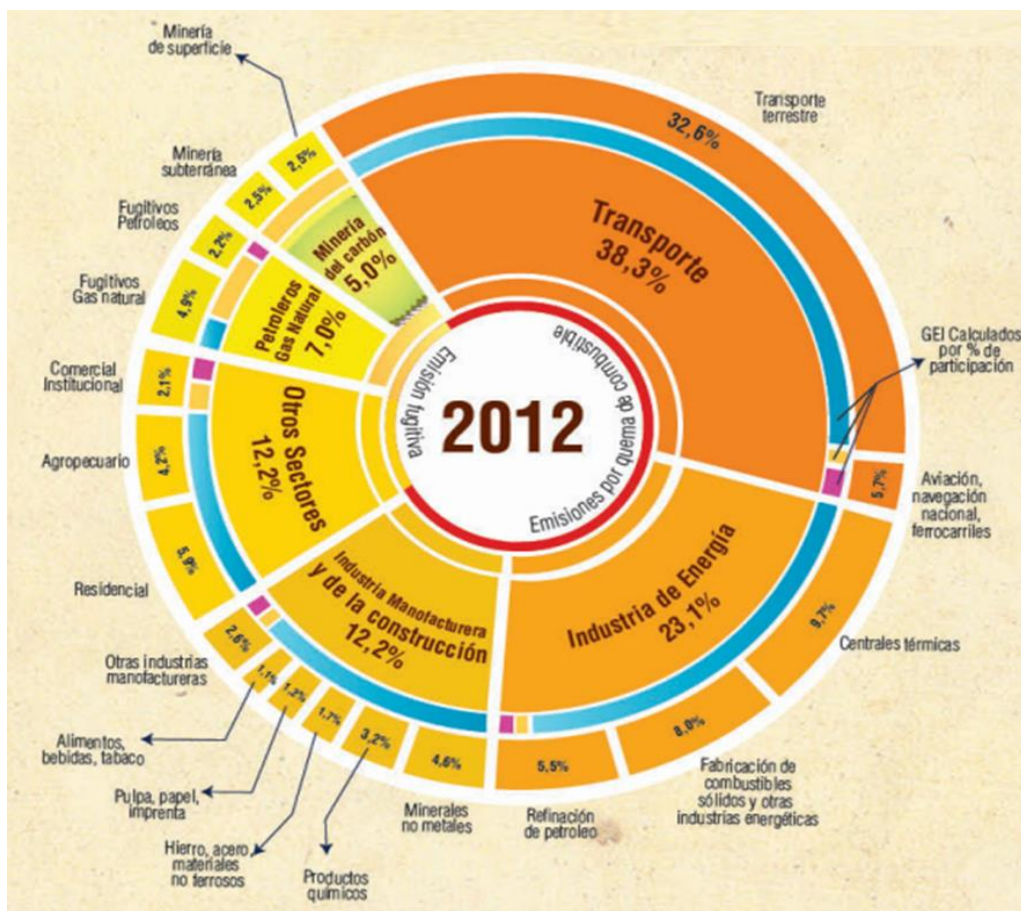 Minería
de superficie
Minería
subterránea
Fugitivos
Petroleos
Fugitivos
Gas natural
Comercial
Institucional
Agropecuario
Residencial
Otras industrias
manufactureras
Alimentos,
bebidas, tabaco
Pulpa, papel,
imprenta
Hierro, acero,
materiales
no ferrosos
Productos
químicos
Minerales
no metales
Refinación
de petroleo
Fabricación de
combustibles
sólidos y otras
industrias energéticas
Centrales térmicas
Aviación,
navegación
nacional,
ferrocarriles
GEI Calculados
por % de
participación
Transporte
terrestre
2,5%
2,5%
2,2%
4,9%
2,1%
4,2%
5,9%
2,6%
1,1%
1,2%
1,7%
3,2%
4,6%
5,5%
8,0%
9,7%
5,7%
32,6%
Transporte
38,3%
Industria de Energía
23,1%
Industria Manufacturera
y de la construcción
12,2%
Otros Sectores
12,2%
Petroleros
Gas Natural
7,0%
Minería
del carbón
5,0%
Emisión fugitiva
Emisiones por quema de combustible
2012